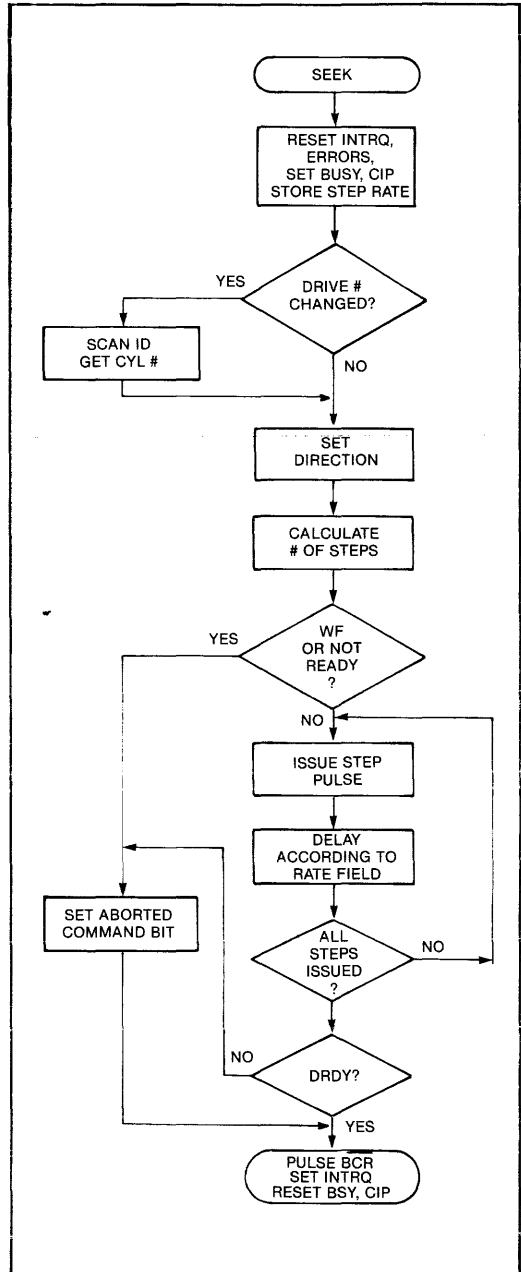 SEEK
RESET INTRQ,
ERRORS,
SET BUSY, CIP
STORE STEP RATE
YES
DRIVE #
CHANGED?
SCAN ID
GET CYL #
NO
SET
DIRECTION
CALCULATE
# OF STEPS
YES
WF
OR NOT
READY
?
NO
ISSUE STEP
PULSE
DELAY
ACCORDING TO
RATE FIELD
SET ABORTED
COMMAND BIT
ALL
STEPS
ISSUED
?
NO
NO
DRDY?
YES
PULSE BCR
SET INTRQ
RESET BSY, CIP